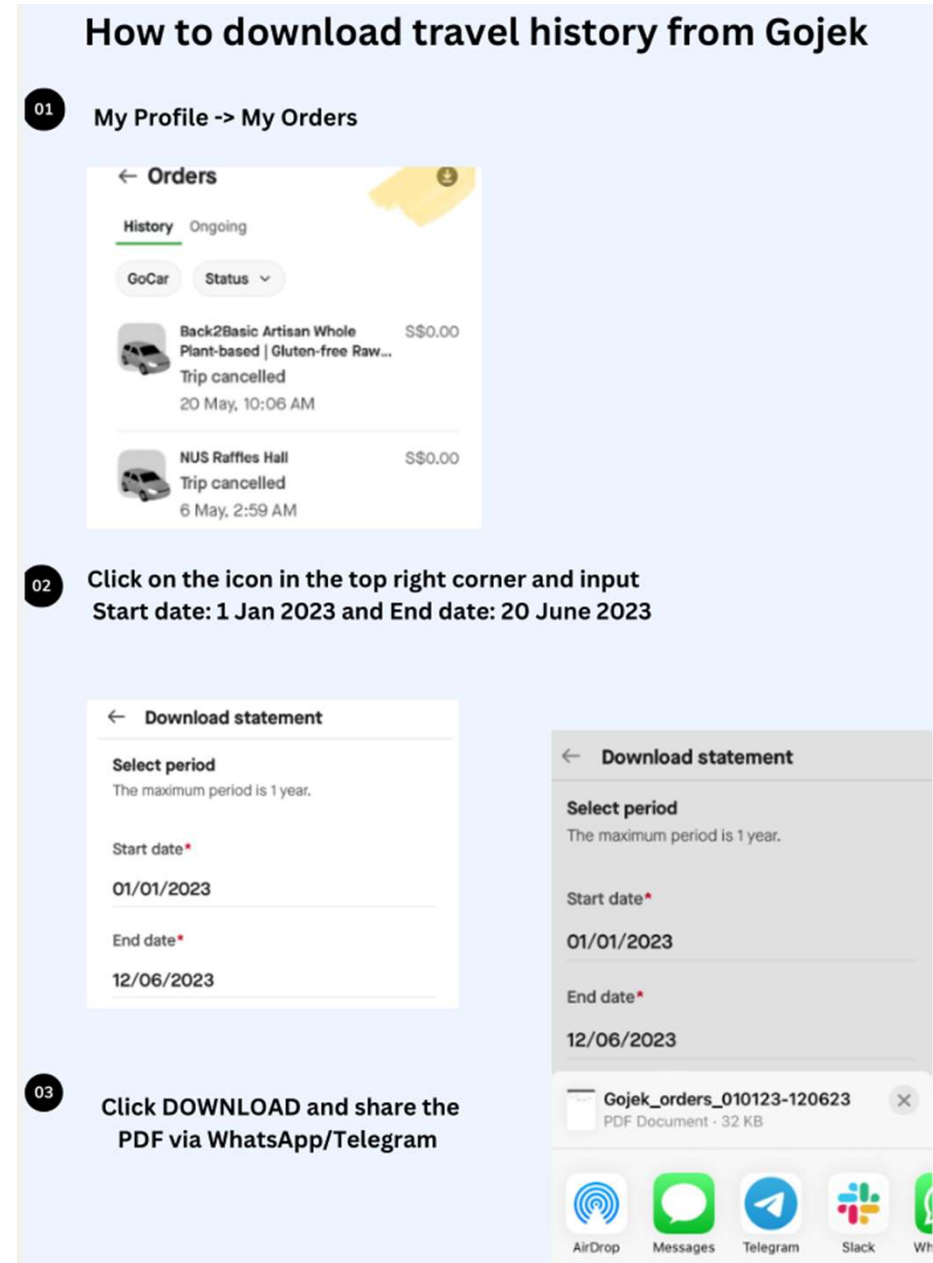 How to download travel history from Gojek
01
My Profile -> My Orders
← Orders
History Ongoing
GoCar Status
Back2Basic Artisan Whole S$0.00
Plant-based | Gluten-free Raw...
Trip cancelled
20 May, 10:06 AM
NUS Raffles Hall S$0.00
Trip cancelled
6 May, 2:59 AM
02
Click on the icon in the top right corner and input
Start date: 1 Jan 2023 and End date: 20 June 2023
← Download statement
Select period
The maximum period is 1 year.
Start date*
01/01/2023
End date*
12/06/2023
← Download statement
Select period
The maximum period is 1 year.
Start date*
01/01/2023
End date*
12/06/2023
Gojek_orders_010123-120623
PDF Document · 32 KB
AirDrop Messages Telegram Slack Wh
03
Click DOWNLOAD and share the
PDF via WhatsApp/Telegram